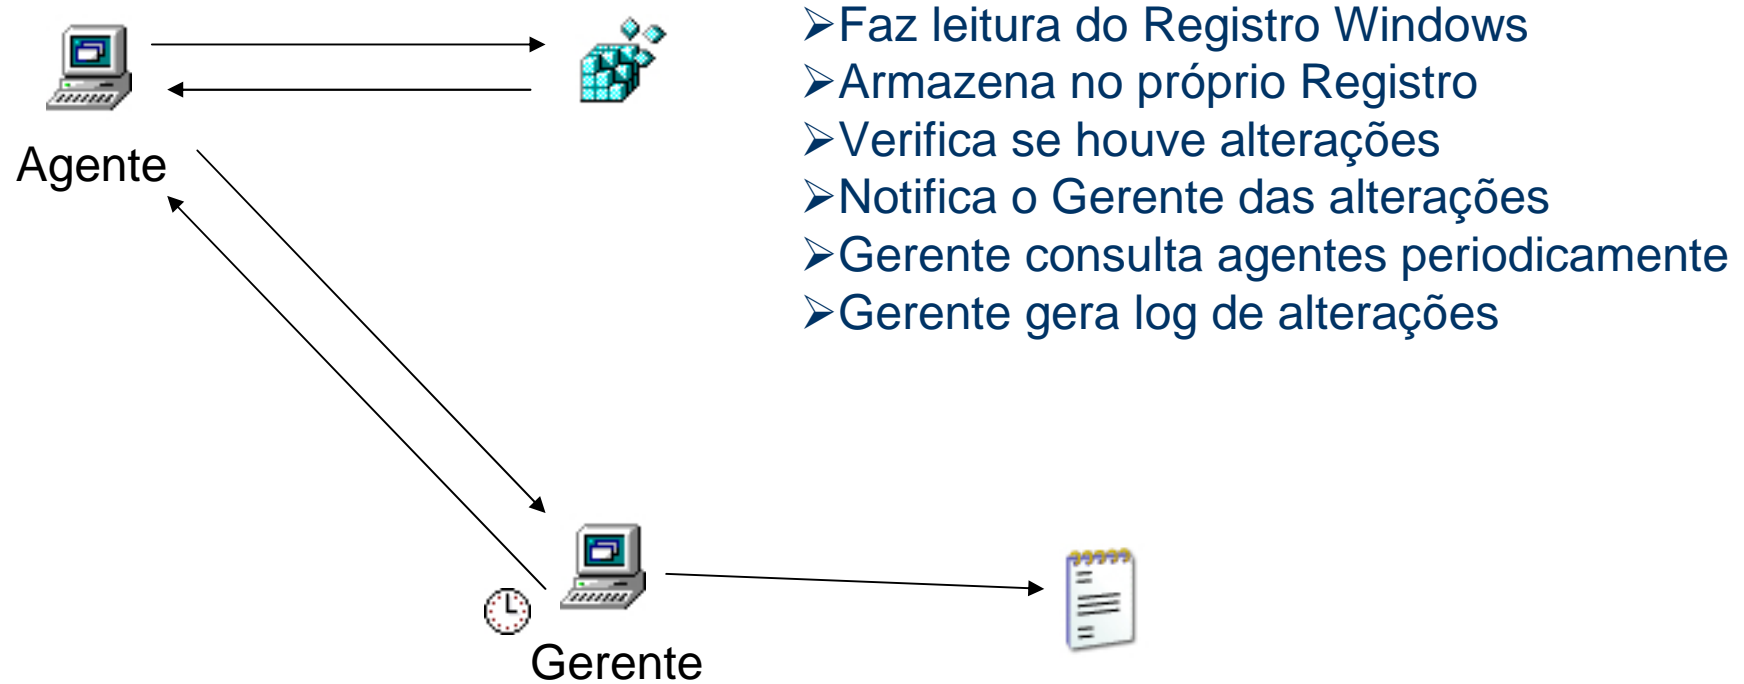 ➢Faz leitura do Registro Windows
➢Armazena no próprio Registro
➢Verifica se houve alterações
➢Notifica o Gerente das alterações
➢Gerente consulta agentes periodicamente
➢Gerente gera log de alterações
Agente
Gerente